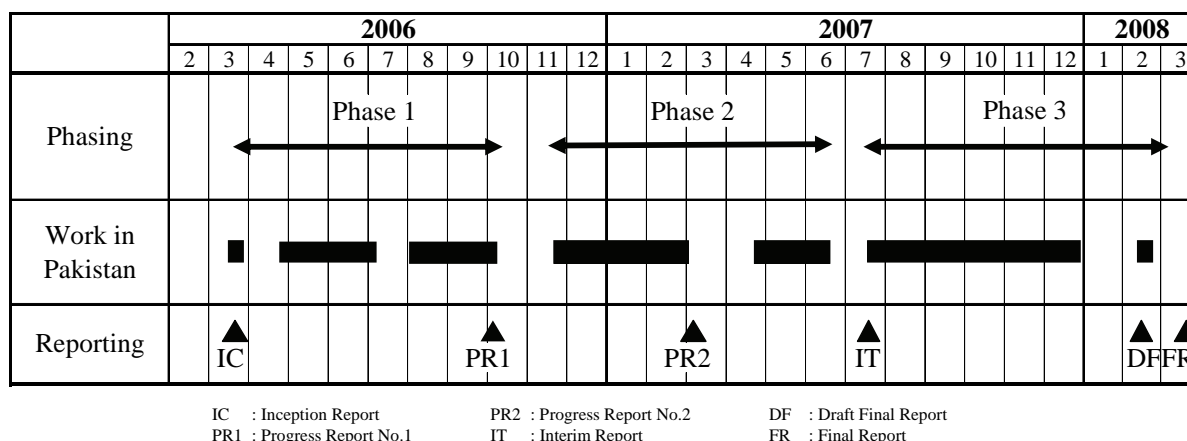 2006 2007 2008
2 3 4 5 6 7 8 9 10 11 12 1 2 3 4 5 6 7 8 9 10 11 12 1 2 3
Phasing
Phase 1 Phase 2 Phase 3
Work in
Pakistan
Reporting
IC PR1 PR2 IT DF FR
IC : Inception Report PR2 : Progress Report No.2 DF : Draft Final Report
PR1 : Progress Report No.1 IT : Interim Report FR : Final Report